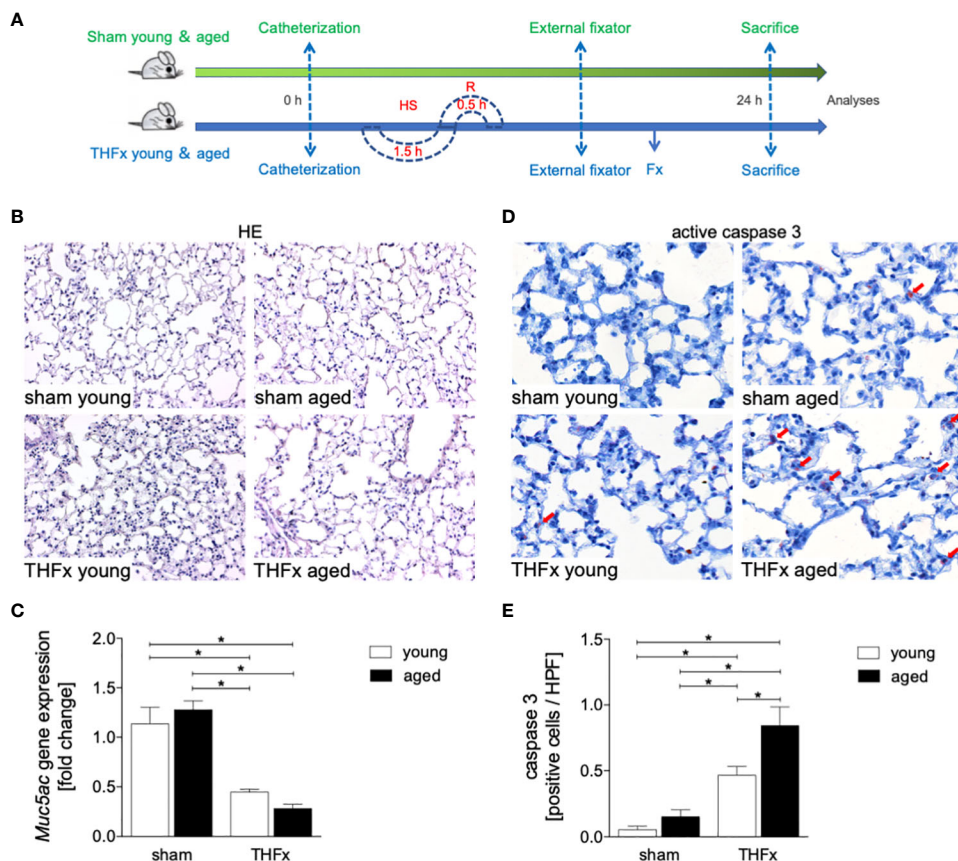 A
Sham young & aged
Catheterization
External fixator
Sacrifice
0 h
HS
R
0.5 h
24 h
Analyses
1.5 h
THFx young & aged
Catheterization
External fixator
Fx
Sacrifice
B
HE
sham young
sham aged
THFx young
THFx aged
D
active caspase 3
sham young
sham aged
THFx young
THFx aged
C
Muc5ac gene expression
[fold change]
2.0
1.5
1.0
0.5
0.0
*
*
*
*
young
aged
sham
THFx
E
caspase 3
[positive cells / HPF]
1.5
1.0
0.5
0.0
*
*
*
*
*
young
aged
sham
THFx